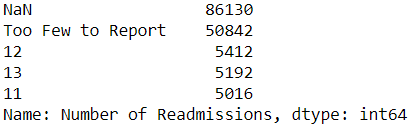 NaN 86130
Too Few to Report 50842
12 5412
13 5192
11 5016
Name: Number of Readmissions, dtype: int64